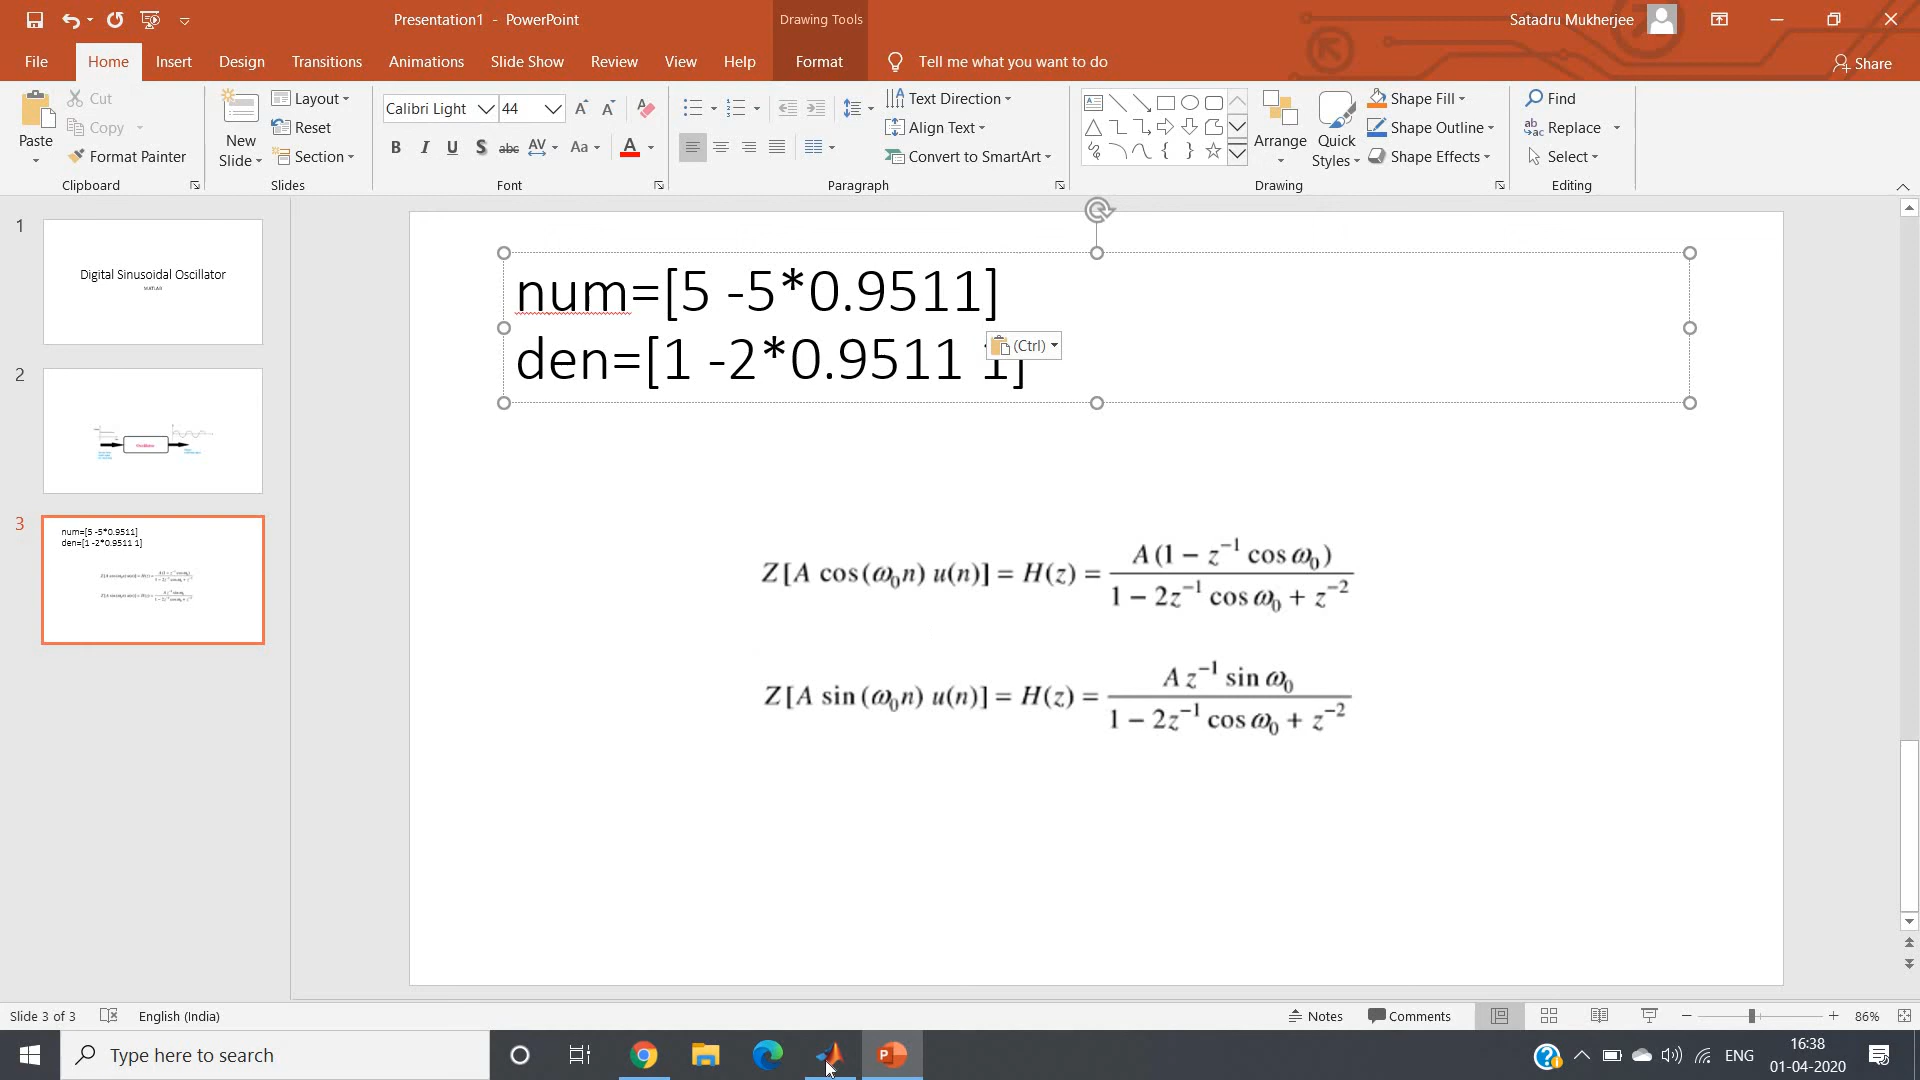 Presentation1 - PowerPoint
Drawing Tools
Satadru Mukherjee
File
Home
Insert
Design
Transitions
Animations
Slide Show
Review
View
Help
Format
Tell me what you want to do
Share
Paste
Cut
Copy
Format Painter
Clipboard
New Slide
Layout
Reset
Section
Slides
Calibri Light
44
Font
Text Direction
Align Text
Convert to SmartArt
Paragraph
Arrange
Quick Styles
Shape Fill
Shape Outline
Shape Effects
Drawing
Find
Replace
Select
Editing
1
Digital Sinusoidal Oscillator
MATLAB
2
Oscillator
3
num=[5 -5*0.9511]
den=[1 -2*0.9511 1]
num=[5 -5*0.9511]
den=[1 -2*0.9511 1]
(Ctrl)
Z[A cos(ω₀n) u(n)] = H(z) = A(1 − z⁻¹ cos ω₀) / 1 − 2z⁻¹ cos ω₀ + z⁻²
Z[A sin (ω₀n) u(n)] = H(z) = A z⁻¹ sin ω₀ / 1 − 2z⁻¹ cos ω₀ + z⁻²
Slide 3 of 3
English (India)
Notes
Comments
86%
Type here to search
ENG
16:38
01-04-2020